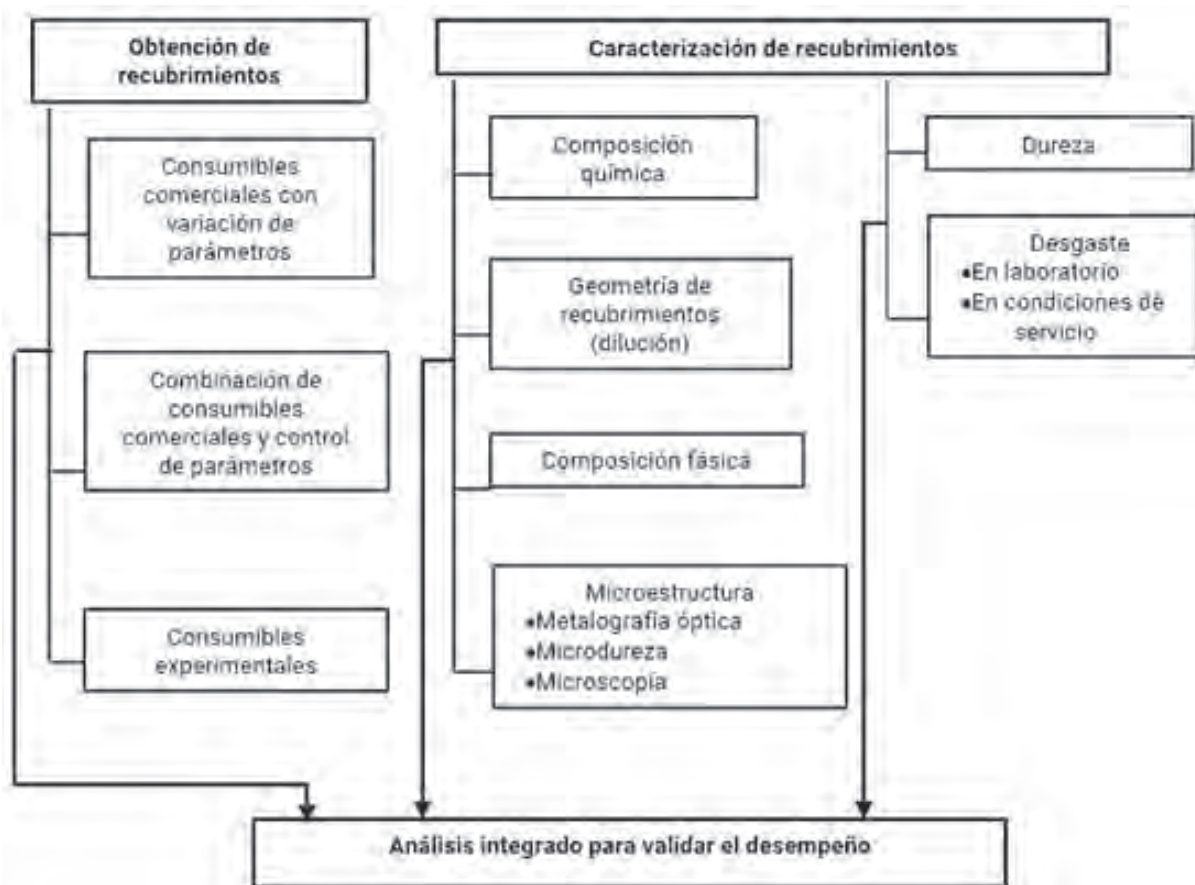 Obtención de
recubrimientos
Consumibles
comerciales con
variación de
parámetros
Combinación de
consumibles
comerciales y control
de parámetros
Consumibles
experimentales
Caracterización de recubrimientos
Composición
química
Geometría de
recubrimientos
(dilución)
Composición fásica
Microestructura
•Metalografía óptica
•Microdureza
•Microscopía
Dureza
Desgaste
•En laboratorio
•En condiciones de
servicio
Análisis integrado para validar el desempeño